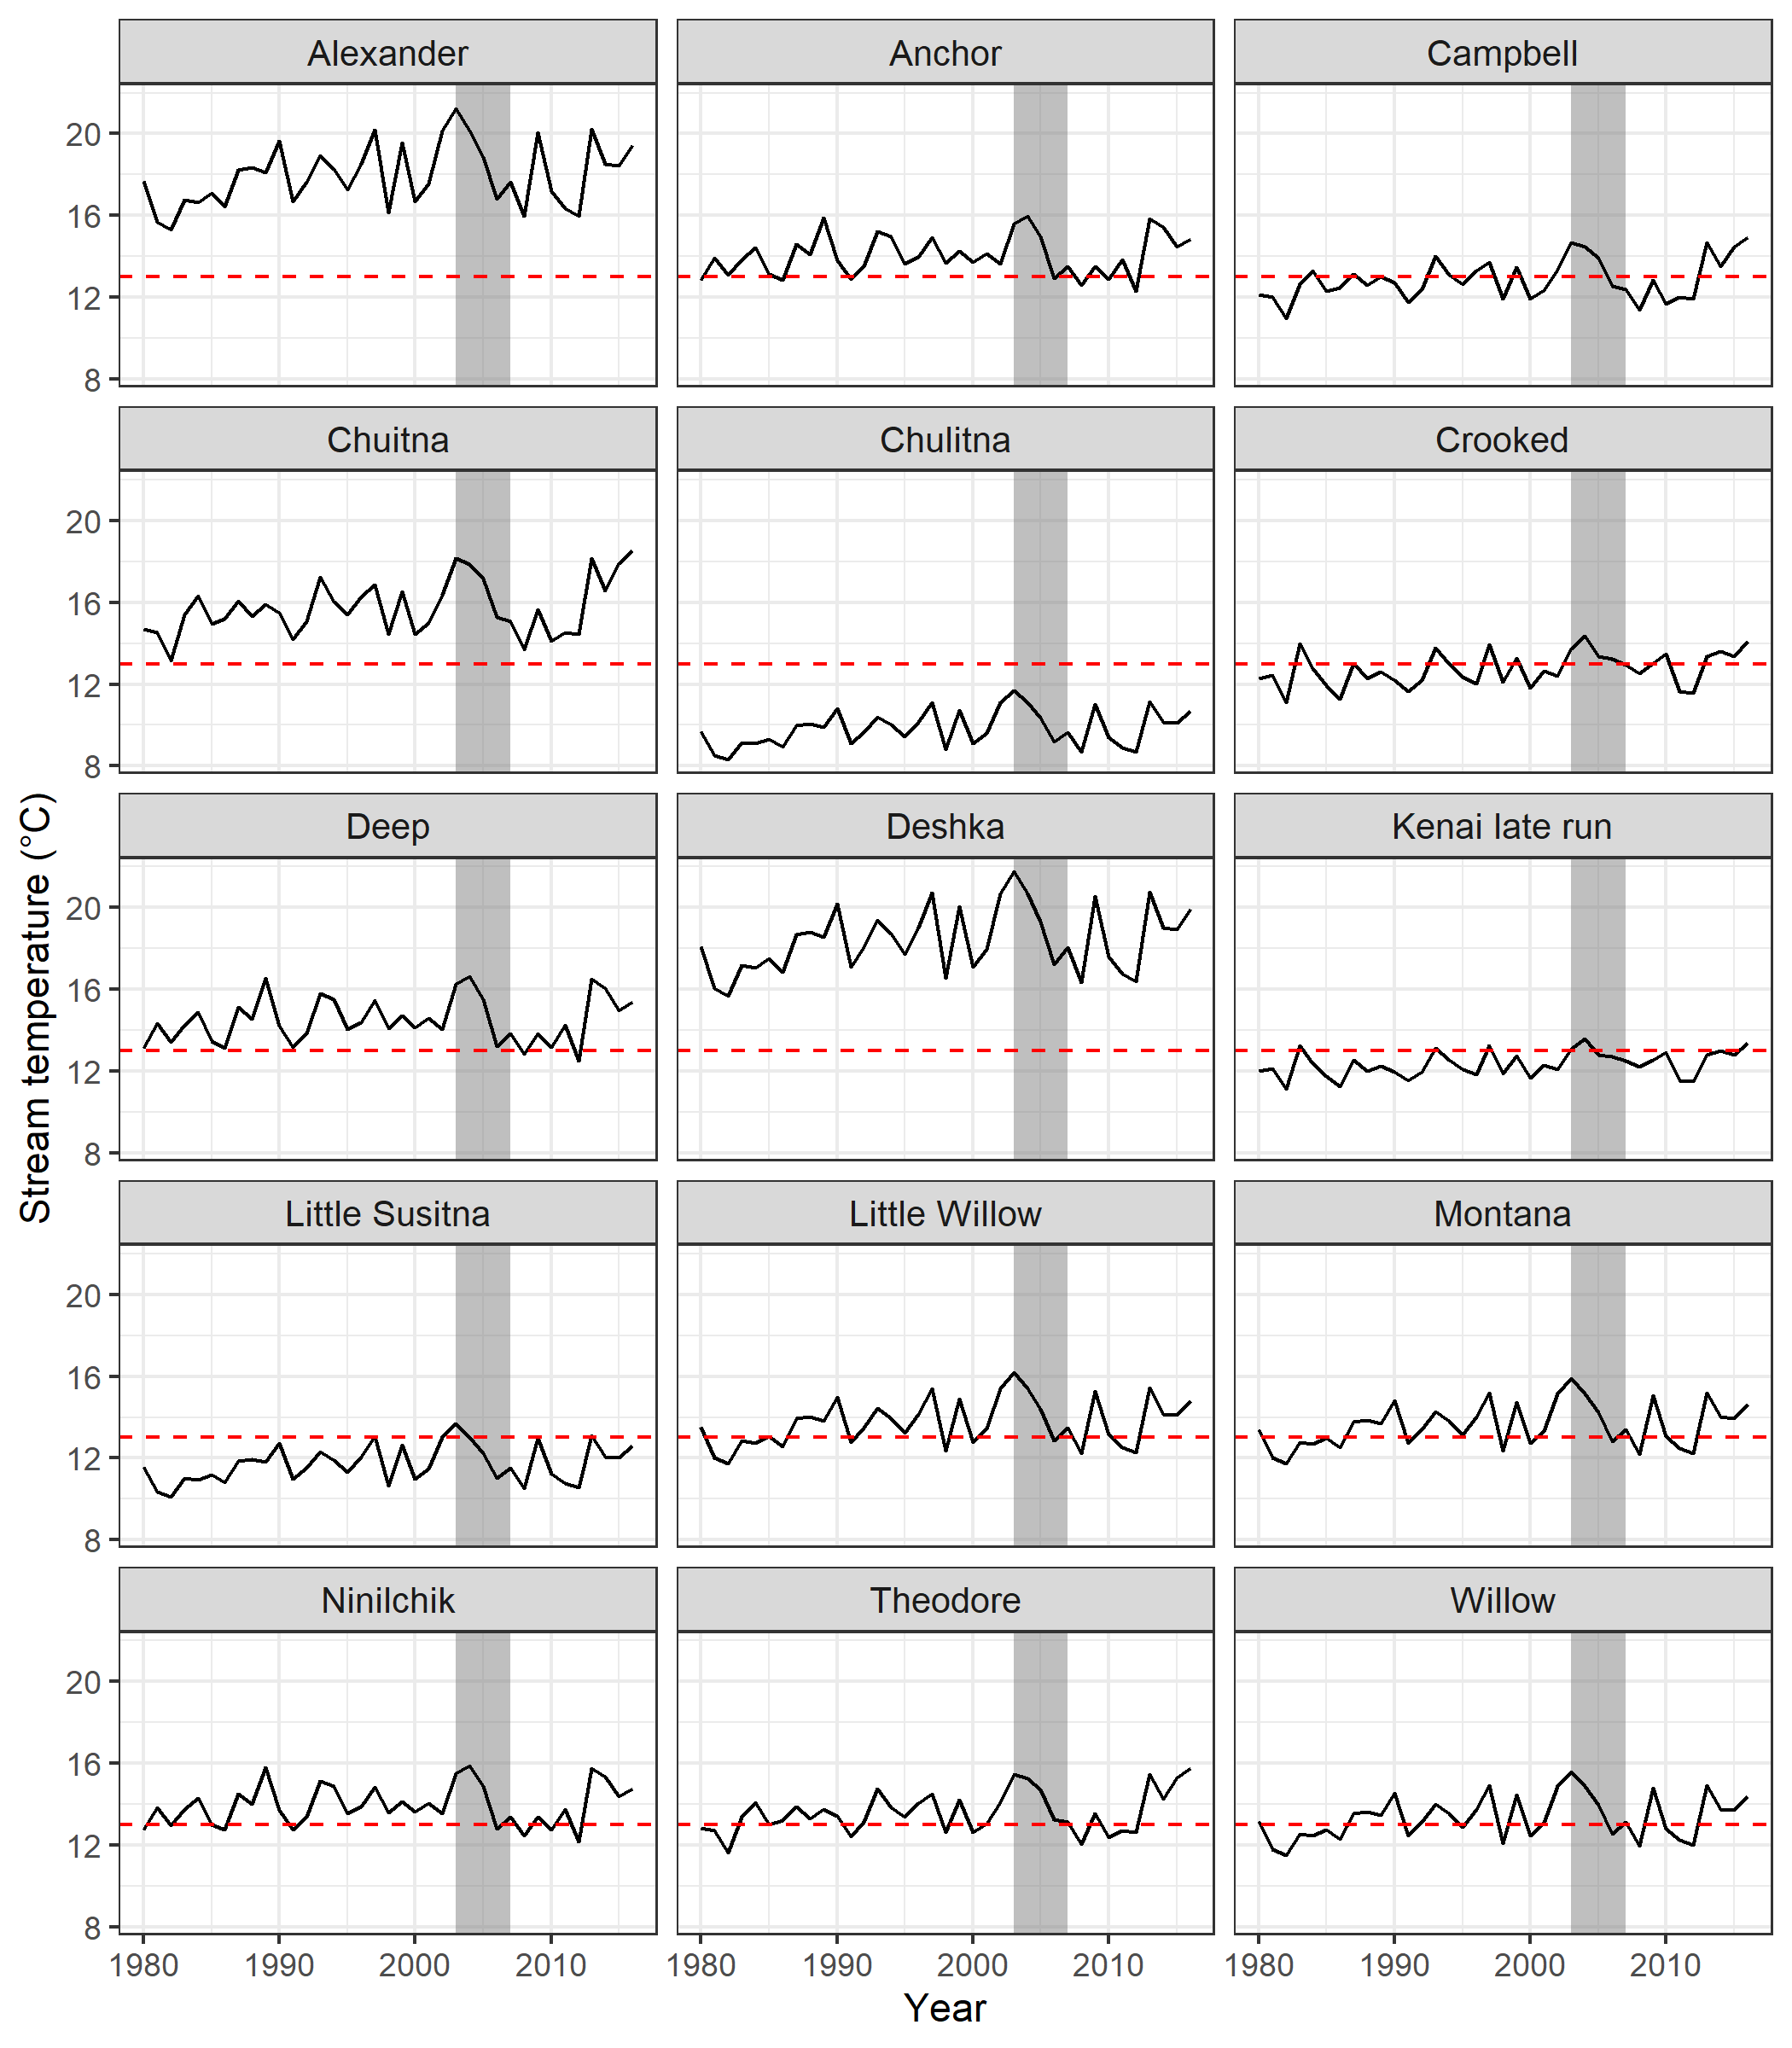 Alexander
Anchor
Campbell
20
16
12
8
Chuitna
Chulitna
Crooked
20
16
12
8
Deep
Deshka
Kenai late run
20
16
12
8
Stream temperature (°C)
Little Susitna
Little Willow
Montana
20
16
12
8
Ninilchik
Theodore
Willow
20
16
12
8
1980 1990 2000 2010
1980 1990 2000 2010
1980 1990 2000 2010
Year